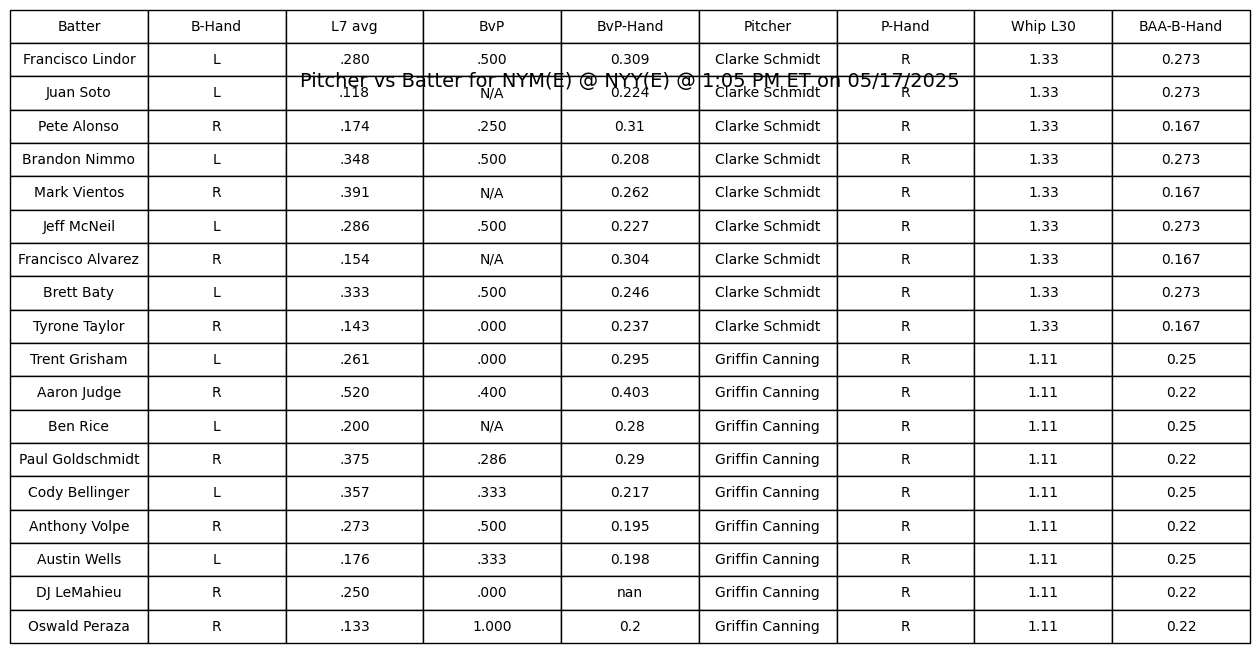 Batter B-Hand L7 avg BvP BvP-Hand Pitcher P-Hand Whip L30 BAA-B-Hand
Francisco Lindor L .280 .500 0.309 Clarke Schmidt R 1.33 0.273
Pitcher vs Batter for NYM(E) @ NYY(E) @ 1:05 PM ET on 05/17/2025
Juan Soto L .118 N/A 0.224 Clarke Schmidt R 1.33 0.273
Pete Alonso R .174 .250 0.31 Clarke Schmidt R 1.33 0.167
Brandon Nimmo L .348 .500 0.208 Clarke Schmidt R 1.33 0.273
Mark Vientos R .391 N/A 0.262 Clarke Schmidt R 1.33 0.167
Jeff McNeil L .286 .500 0.227 Clarke Schmidt R 1.33 0.273
Francisco Alvarez R .154 N/A 0.304 Clarke Schmidt R 1.33 0.167
Brett Baty L .333 .500 0.246 Clarke Schmidt R 1.33 0.273
Tyrone Taylor R .143 .000 0.237 Clarke Schmidt R 1.33 0.167
Trent Grisham L .261 .000 0.295 Griffin Canning R 1.11 0.25
Aaron Judge R .520 .400 0.403 Griffin Canning R 1.11 0.22
Ben Rice L .200 N/A 0.28 Griffin Canning R 1.11 0.25
Paul Goldschmidt R .375 .286 0.29 Griffin Canning R 1.11 0.22
Cody Bellinger L .357 .333 0.217 Griffin Canning R 1.11 0.25
Anthony Volpe R .273 .500 0.195 Griffin Canning R 1.11 0.22
Austin Wells L .176 .333 0.198 Griffin Canning R 1.11 0.25
DJ LeMahieu R .250 .000 nan Griffin Canning R 1.11 0.22
Oswald Peraza R .133 1.000 0.2 Griffin Canning R 1.11 0.22